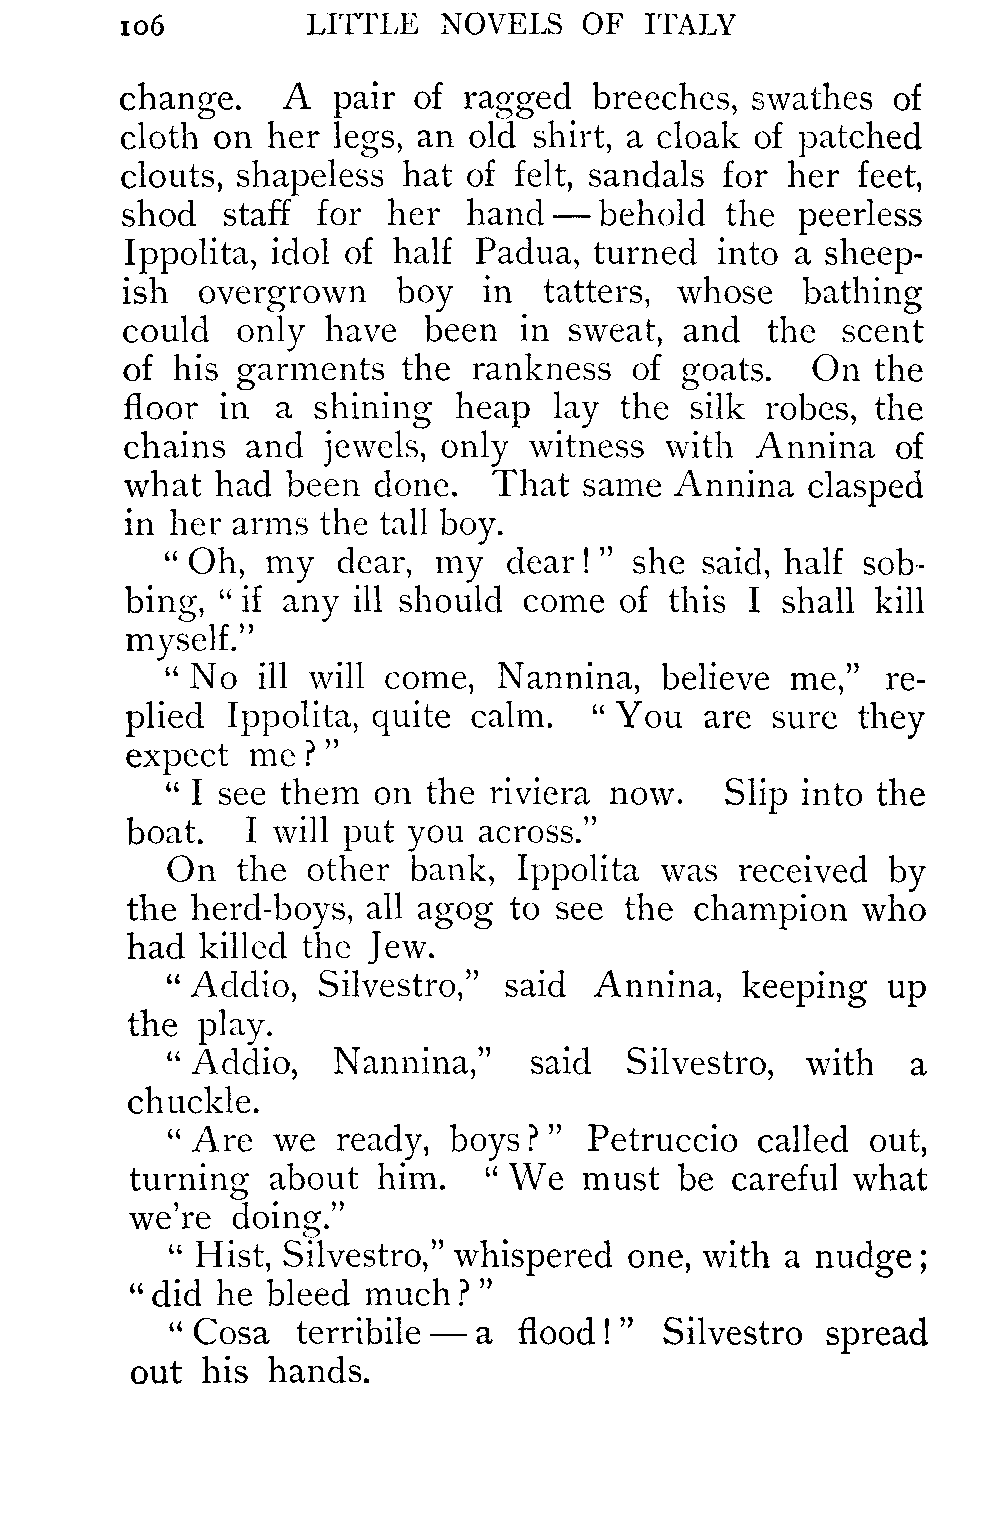 106 LITTLE NOVELS OF ITALY
change. A pair of ragged breeches, swathes of
cloth on her legs, an old shirt, a cloak of patched
clouts, shapeless hat of felt, sandals for her feet,
shod staff for her hand — behold the peerless
Ippolita, idol of half Padua, turned into a sheep-
ish overgrown boy in tatters, whose bathing
could only have been in sweat, and the scent
of his garments the rankness of goats. On the
floor in a shining heap lay the silk robes, the
chains and jewels, only witness with Annina of
what had been done. That same Annina clasped
in her arms the tall boy.
“Oh, my dear, my dear!” she said, half sob-
bing, “if any ill should come of this I shall kill
myself.”
“No ill will come, Nannina, believe me,” re-
plied Ippolita, quite calm. “You are sure they
expect me?”
“I see them on the riviera now. Slip into the
boat. I will put you across.”
On the other bank, Ippolita was received by
the herd-boys, all agog to see the champion who
had killed the Jew.
“Addio, Silvestro,” said Annina, keeping up
the play.
“Addio, Nannina,” said Silvestro, with a
chuckle.
“Are we ready, boys?” Petruccio called out,
turning about him. “We must be careful what
we're doing.”
“Hist, Silvestro,” whispered one, with a nudge;
“did he bleed much?”
“Cosa terribile — a flood!” Silvestro spread
out his hands.